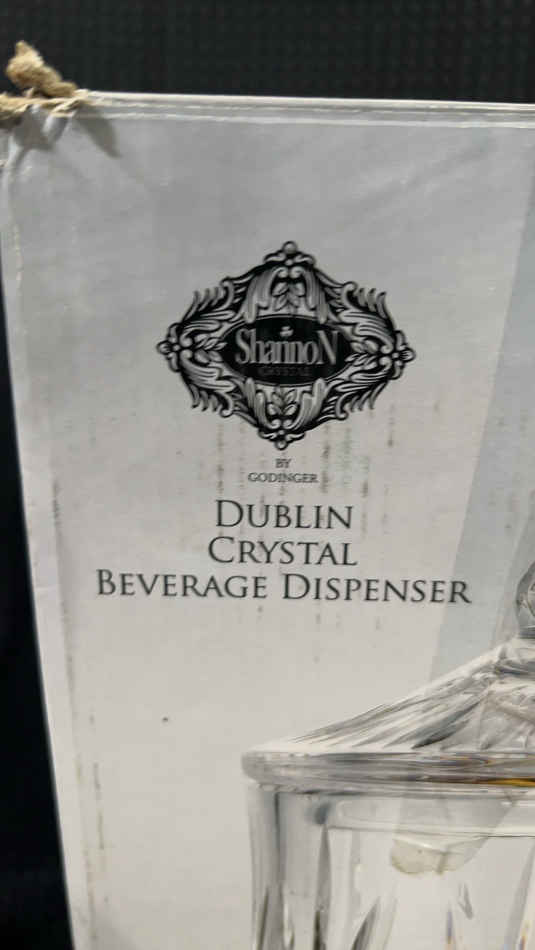 ShannoN
CRYSTAL
BY
GODINGER
DUBLIN
CRYSTAL
BEVERAGE DISPENSER